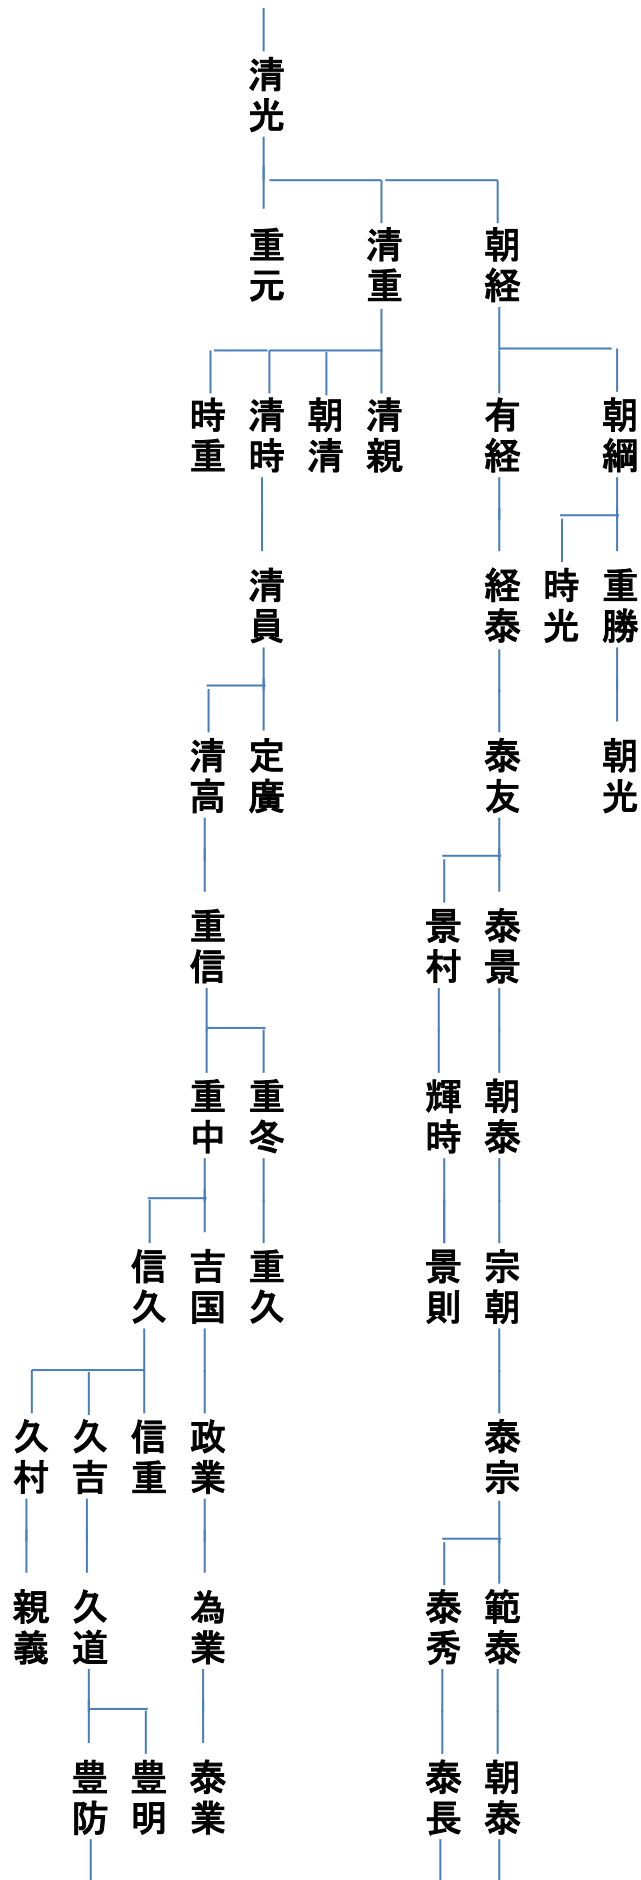 清光
朝経
清重
重元
朝綱
有経
清親
朝清
清時
時重
重勝
時光
経泰
清員
朝光
泰友
定廣
清高
泰景
景村
重信
朝泰
輝時
重冬
重中
宗朝
景則
重久
吉国
信久
泰宗
政業
信重
久吉
久村
範泰
泰秀
為業
久道
親義
朝泰
泰長
泰業
豊明
豊防